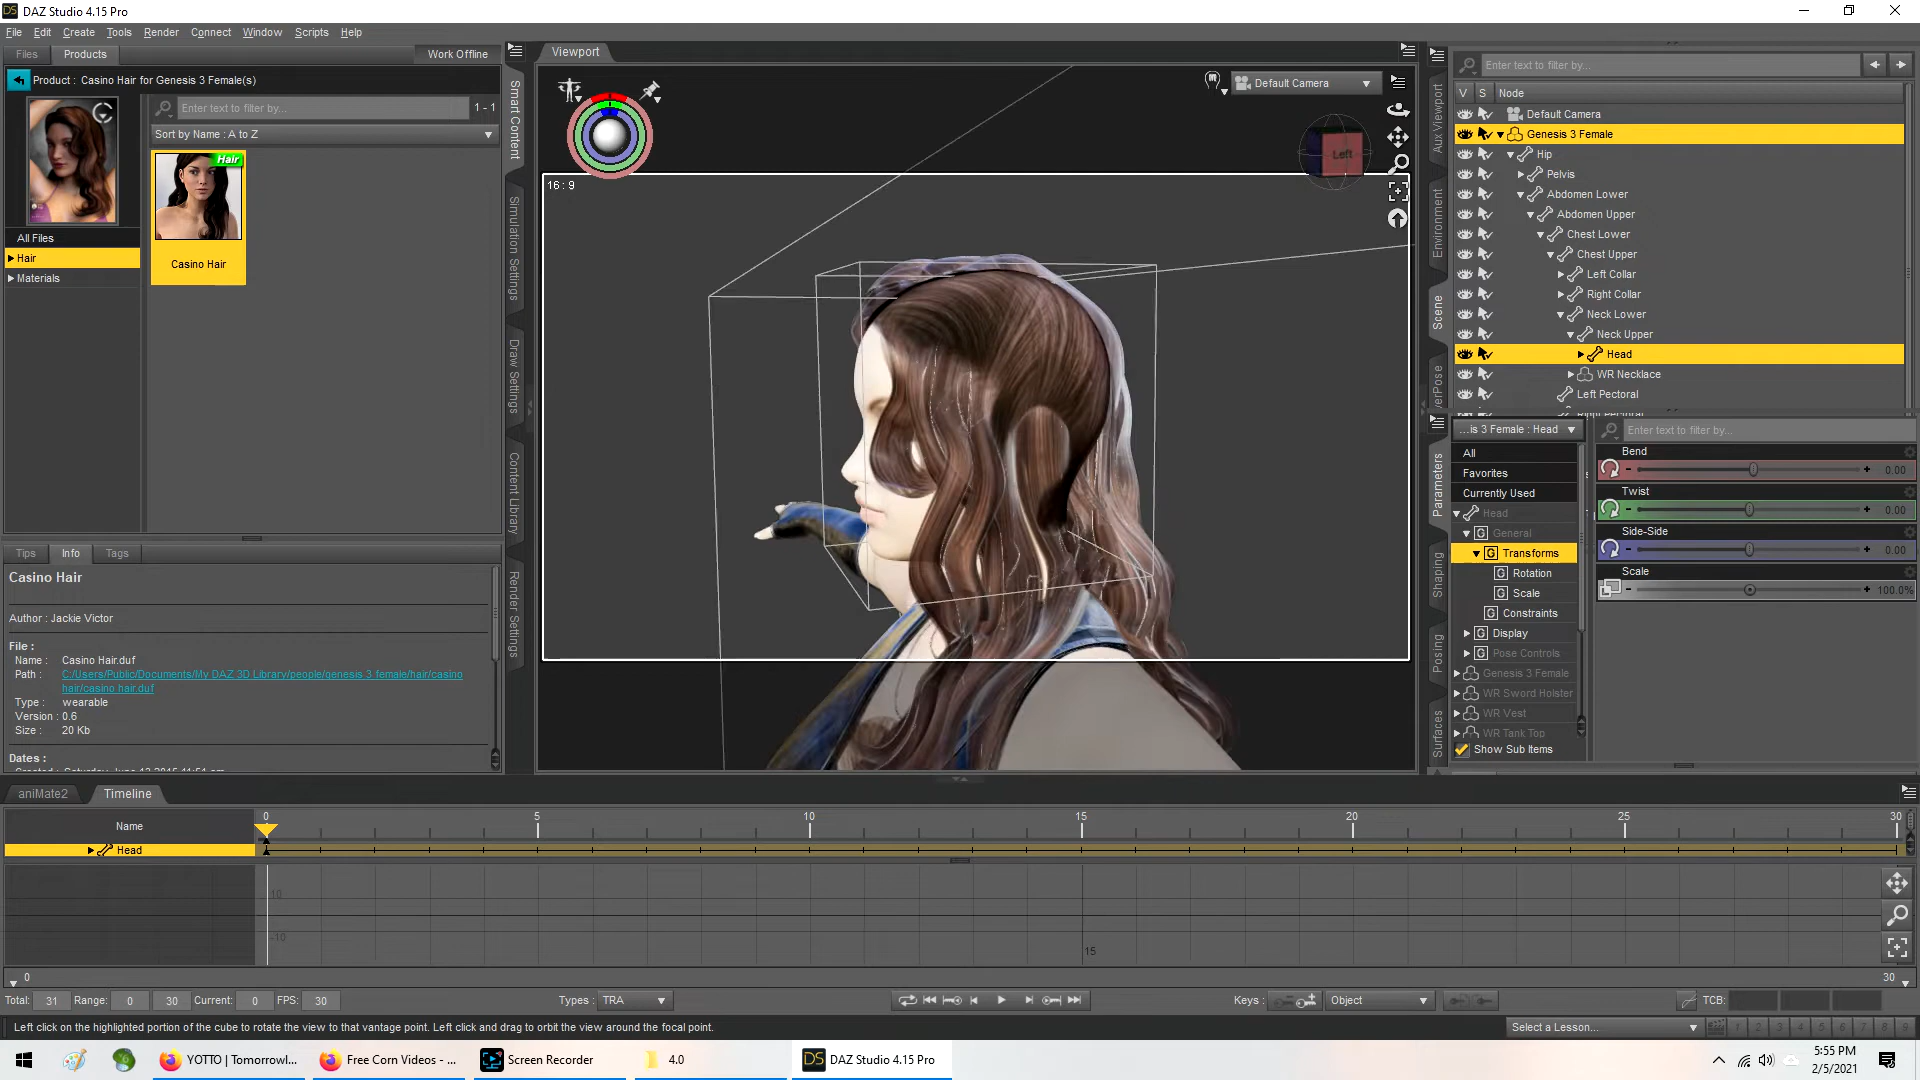 DAZ Studio 4.15 Pro
File Edit Create Tools Render Connect Window Scripts Help
Files Products Work Offline
Product : Casino Hair for Genesis 3 Female(s)
Enter text to filter by... 1 - 1
Sort by Name : A to Z
All Files
Hair
Materials
Hair
Casino Hair
Tips Info Tags
Casino Hair
Author : Jackie Victor
File :
Name : Casino Hair.duf
Path : C:/Users/Public/Documents/My DAZ 3D Library/people/genesis 3 female/hair/casino
hair/casino hair.duf
Type : wearable
Version : 0.6
Size : 20 Kb
Dates :
Smart Content
Simulation Settings
Draw Settings
Content Library
Render Settings
Viewport
Default Camera
Left
16 : 9
Aux Viewport
Environment
Scene
Enter text to filter by...
V S Node
Default Camera
Genesis 3 Female
Hip
Pelvis
Abdomen Lower
Abdomen Upper
Chest Lower
Chest Upper
Left Collar
Right Collar
Neck Lower
Neck Upper
Head
WR Necklace
Left Pectoral
Parameters
Shaping
Posing
Surfaces
...is 3 Female : Head
Enter text to filter by...
All
Favorites
Currently Used
Head
General
Transforms
Rotation
Scale
Constraints
Display
Pose Controls
Genesis 3 Female
WR Sword Holster
WR Vest
WR Tank Top
Show Sub Items
Bend
0.00
Twist
0.00
Side-Side
0.00
Scale
100.0%
aniMate2 Timeline
Name
Head
0 5 10 15 20 25 30
10
-10
15
0 30
Total: 31 Range: 0 30 Current: 0 FPS: 30 Types : TRA Keys : Object TCB:
Left click on the highlighted portion of the cube to rotate the view to that vantage point. Left click and drag to orbit the view around the focal point.
Select a Lesson... 1 2 3 4 5 6 7 8 9
YOTTO | Tomorrowl... Free Corn Videos - ... Screen Recorder 4.0 DAZ Studio 4.15 Pro
5:55 PM
2/5/2021